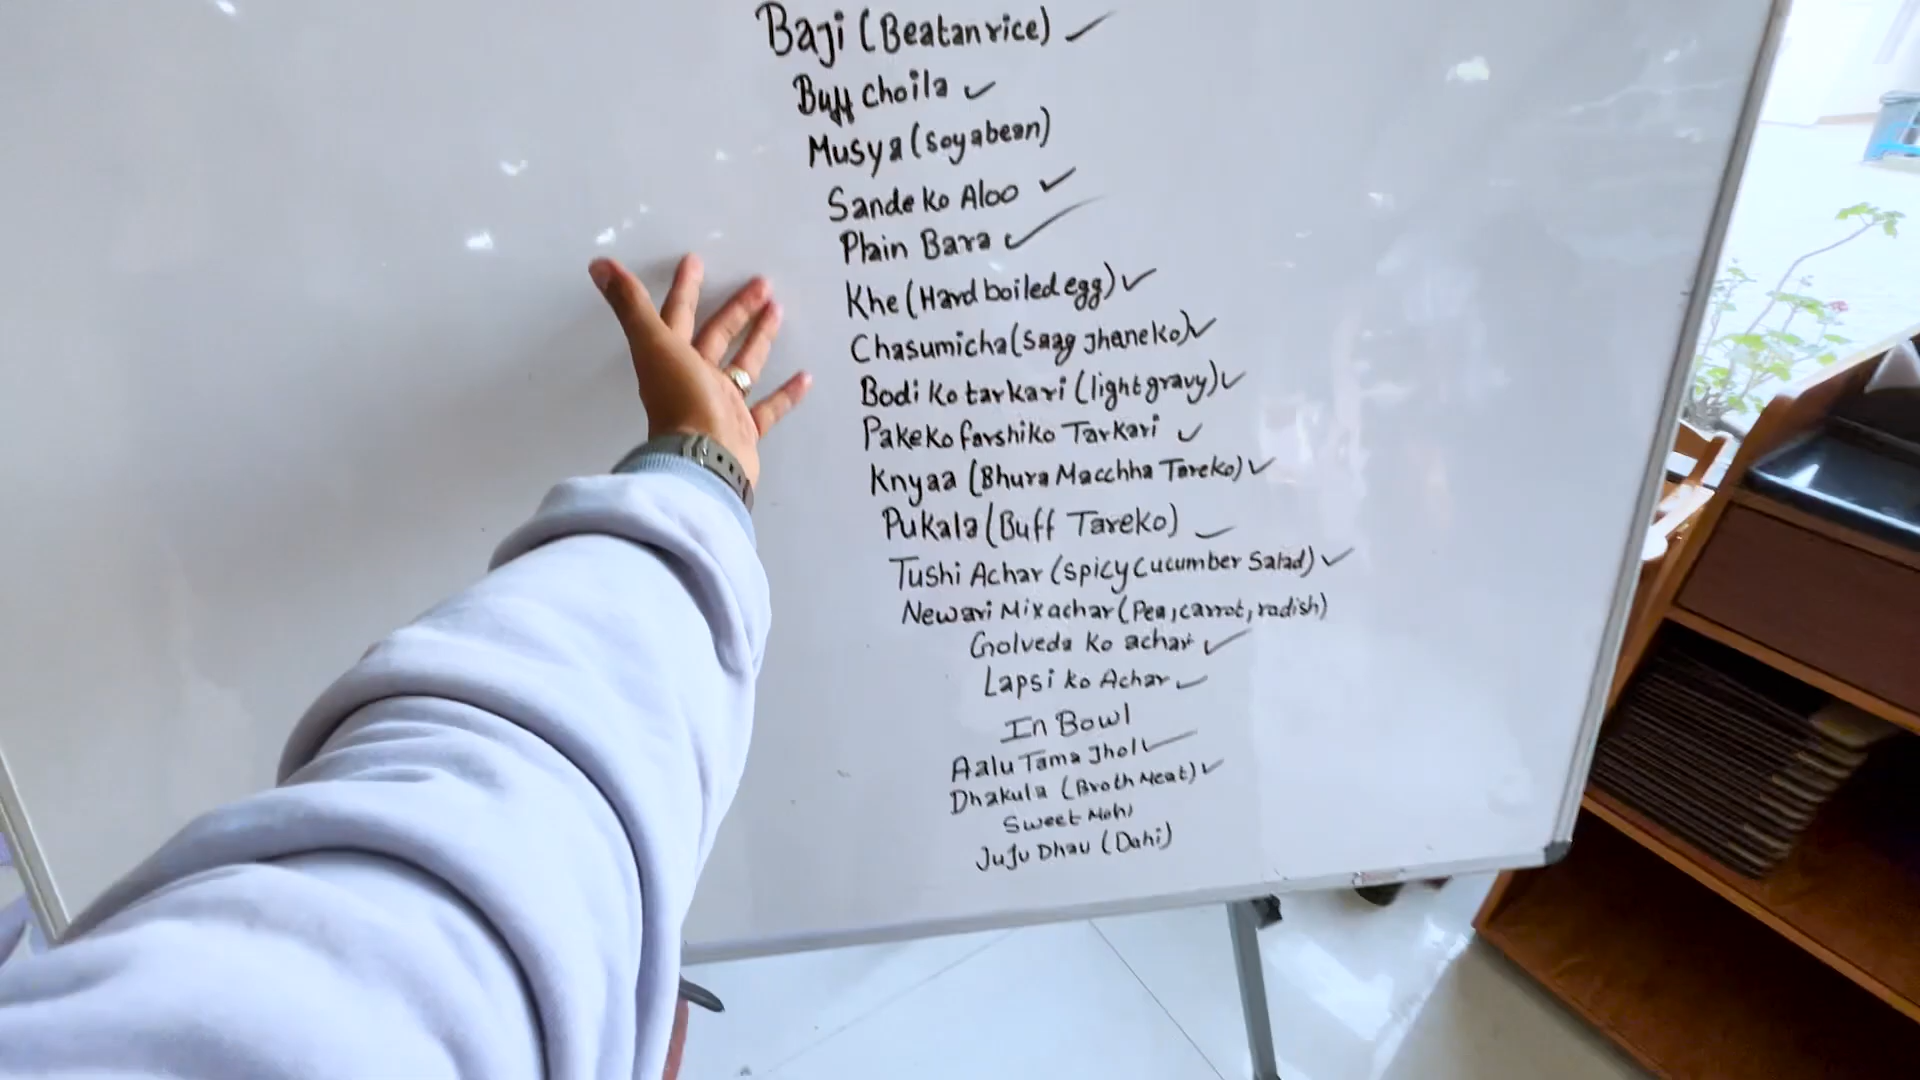 Baji (Beatan rice) ✓
Buff choila ✓
Musya (soyabean)
Sande ko Aloo ✓
Plain Bara ✓
Khe (Hard boiled egg) ✓
Chasumicha (saag jhaneko) ✓
Bodi ko tarkari (light gravy) ✓
Pakeko farshiko Tarkari ✓
Knyaa (Bhura Macchha Tareko) ✓
Pukala (Buff Tareko) ✓
Tushi Achar (spicy cucumber Salad) ✓
Newari Mix achar (Pea, carrot, radish)
Golveda ko achar ✓
Lapsi ko Achar ✓
In Bowl
Aalu Tama Jhol ✓
Dhakula (Broth Meat) ✓
Sweet Mohi
JuJu Dhau (Dahi)